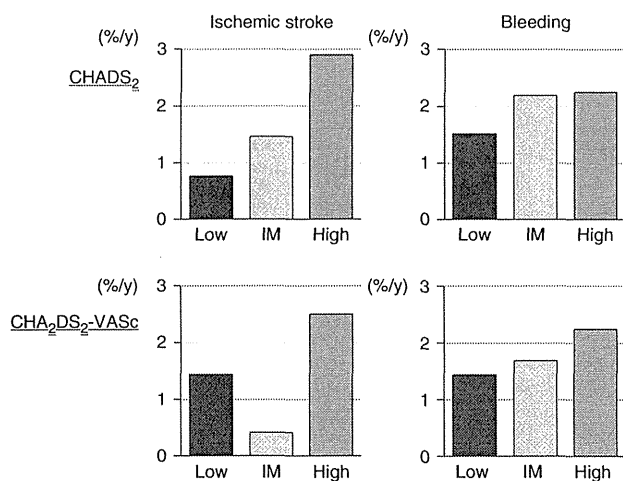 Ischemic stroke Bleeding
(%/y) (%/y)
CHADS2
3 3
2 2
1 1
0 0
Low IM High Low IM High
(%/y) (%/y)
CHA2DS2-VASc
3 3
2 2
1 1
0 0
Low IM High Low IM High